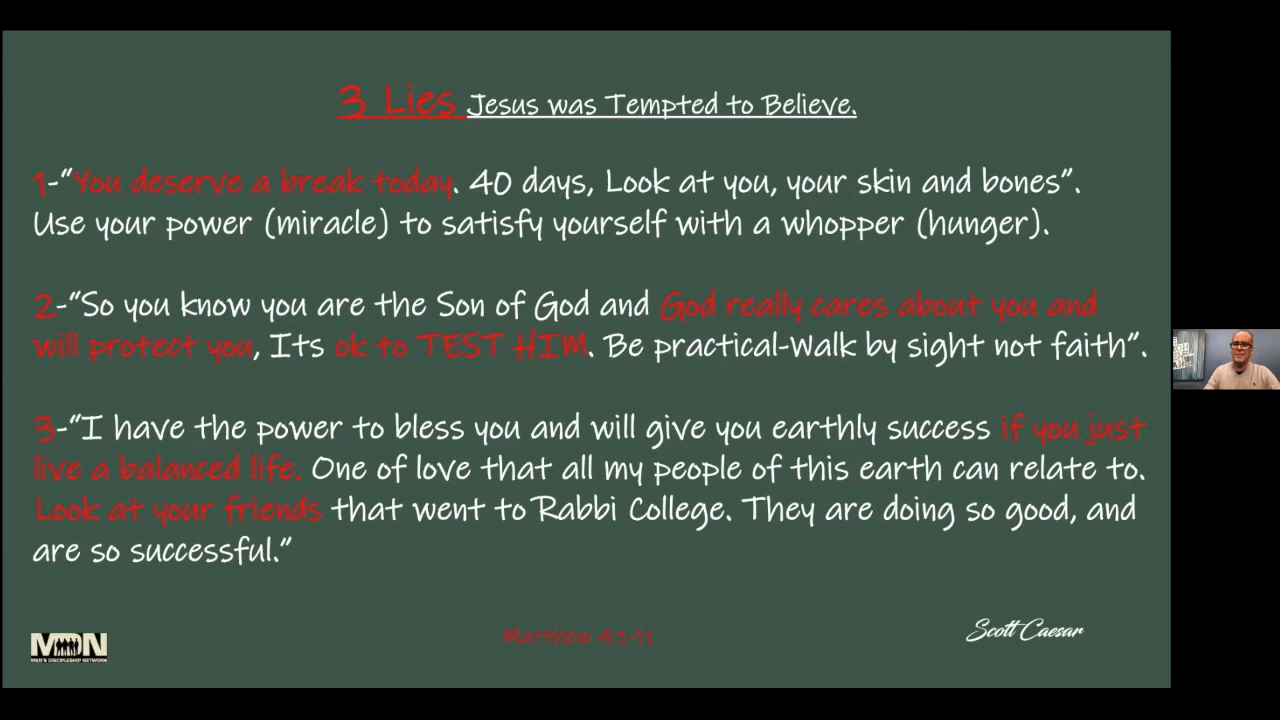 3 Lies Jesus was Tempted to Believe.
1-“You deserve a break today. 40 days, Look at you, your skin and bones”.
Use your power (miracle) to satisfy yourself with a whopper (hunger).
2-“So you know you are the Son of God and God really cares about you and
will protect you, Its ok to TEST HIM. Be practical-Walk by sight not faith”.
3-“I have the power to bless you and will give you earthly success if you just
live a balanced life. One of love that all my people of this earth can relate to.
Look at your friends that went to Rabbi College. They are doing so good, and
are so successful.”
MDN
MEN'S DISCIPLESHIP NETWORK
Matthew 4:1-11
Scott Caesar